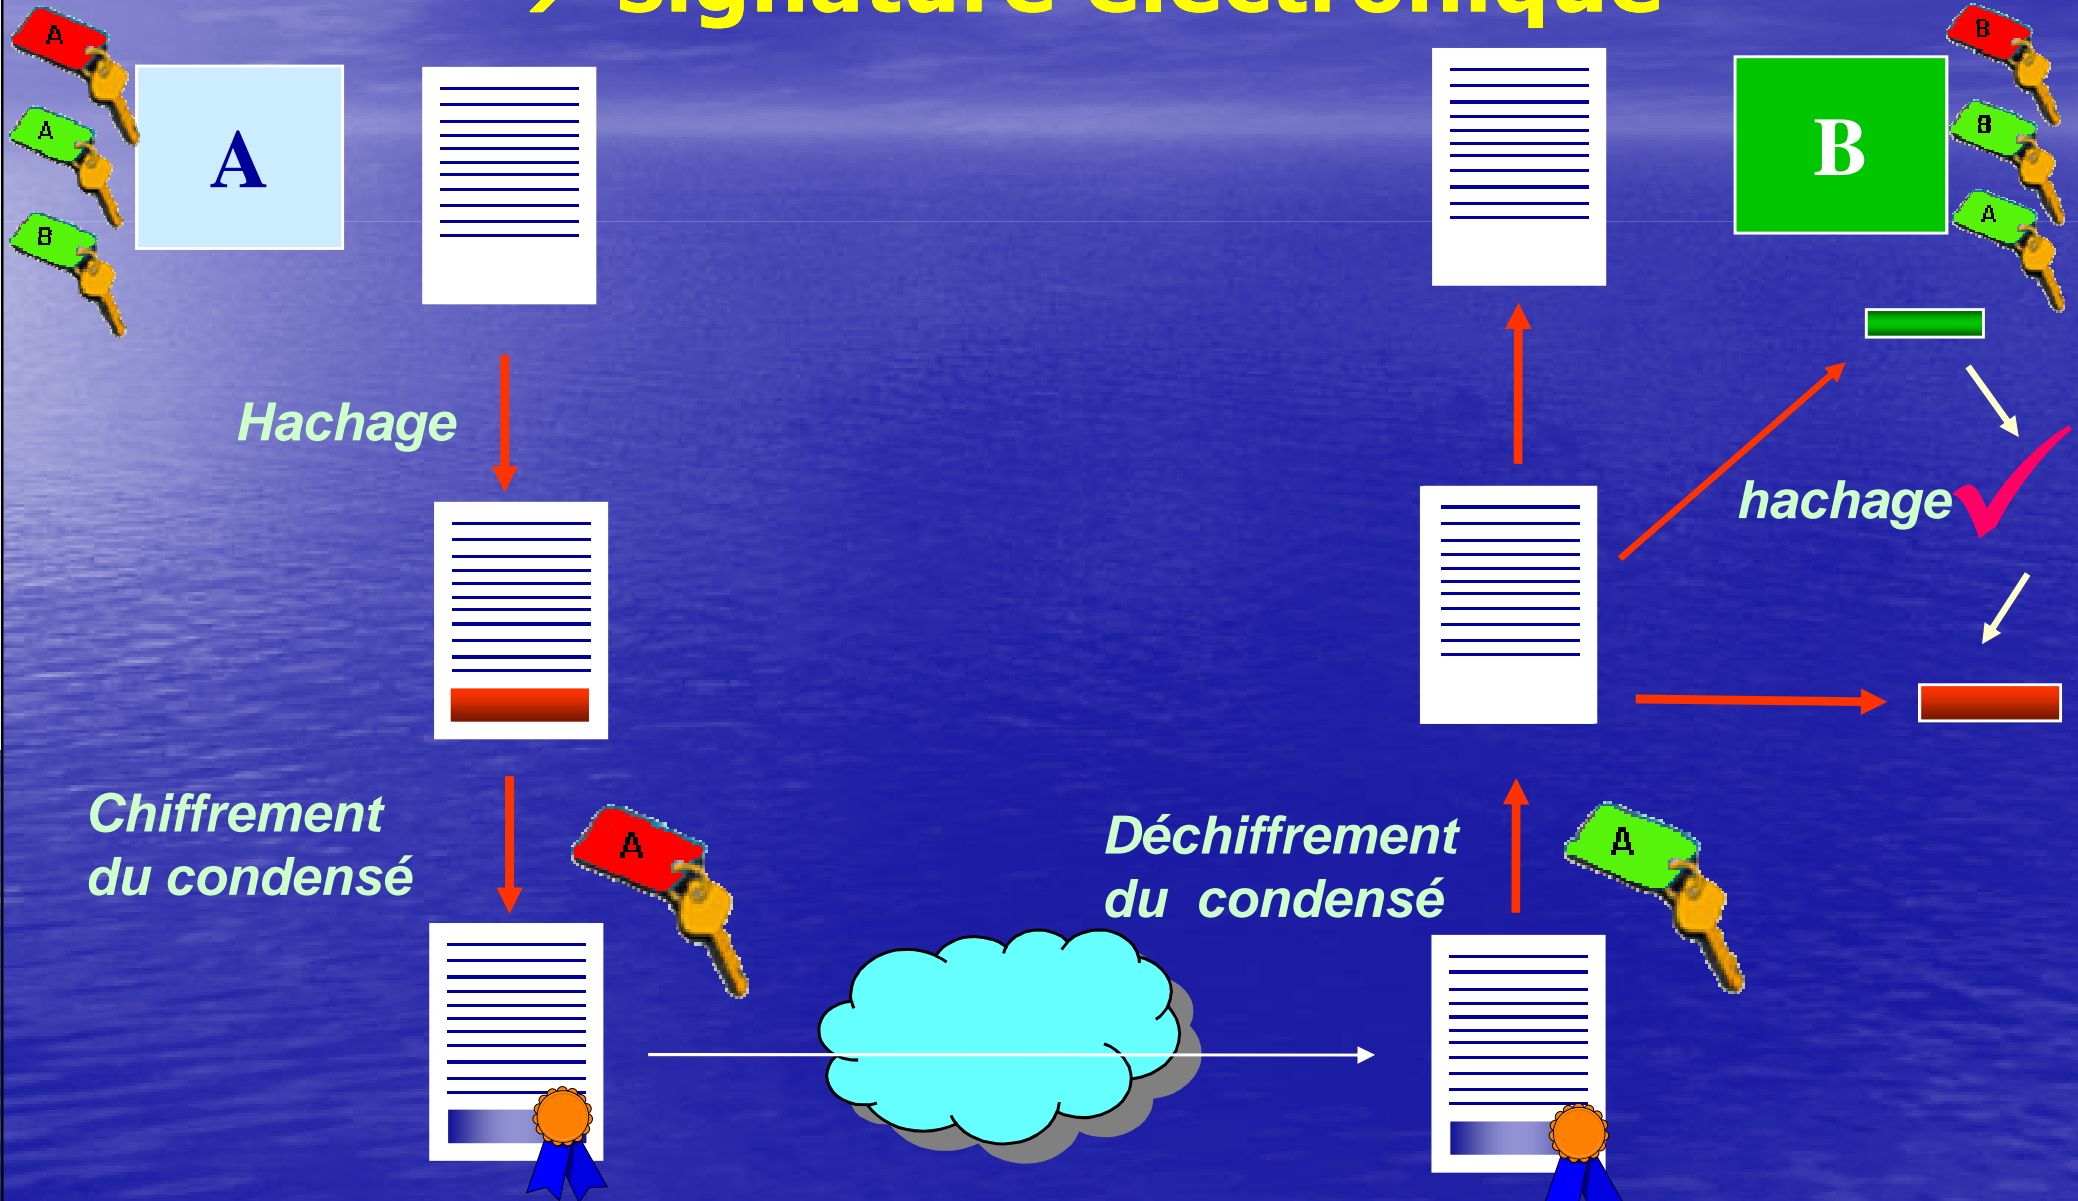 Signature électronique
A
B
A
B
A
B
A
B
A
Hachage
hachage
Chiffrement
du condensé
A
Déchiffrement
du condensé
A